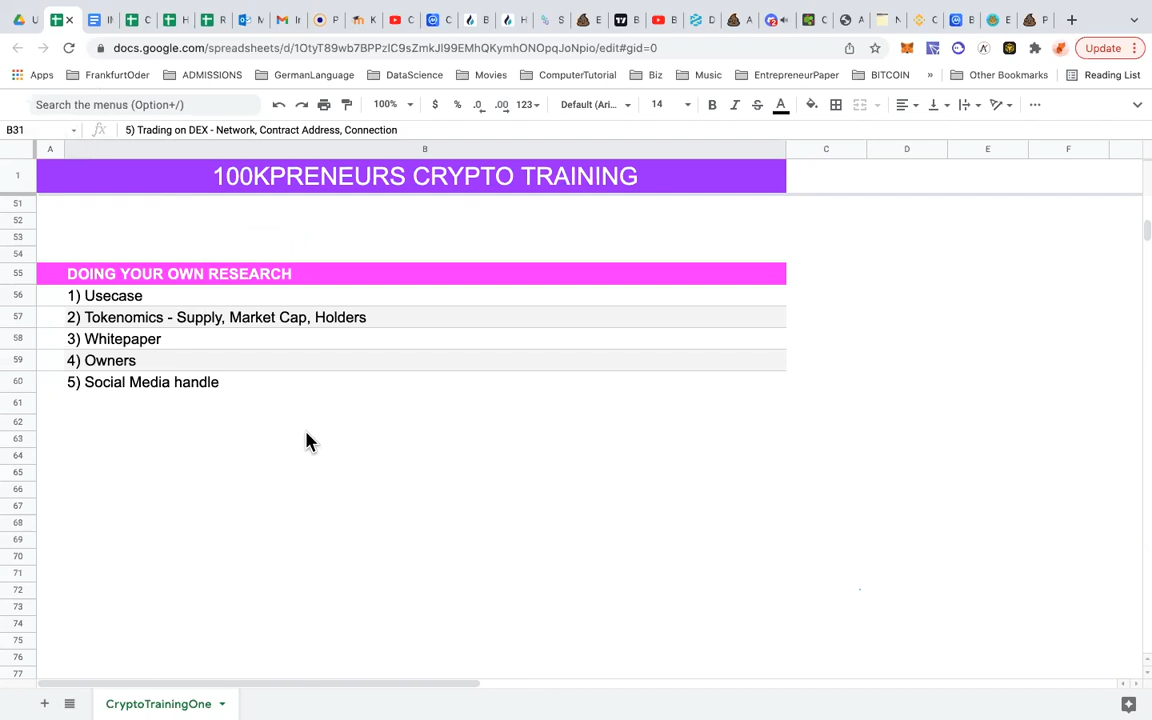 U
C
H
R
M
M
P
K
C
C
B
H
S
E
B
B
D
A
C
A
N
C
B
E
P
docs.google.com/spreadsheets/d/1OtyT89wb7BPPzlC9sZmkJl99EMhQKymhONOpqJoNpio/edit#gid=0
Update
Apps FrankfurtOder ADMISSIONS GermanLanguage DataScience Movies ComputerTutorial Biz Music EntrepreneurPaper BITCOIN » Other Bookmarks Reading List
Search the menus (Option+/) 100% $ % .0 .00 123 Default (Ari... 14 B I S A
B31 fx 5) Trading on DEX - Network, Contract Address, Connection
A B C D E F
1 100KPRENEURS CRYPTO TRAINING
51
52
53
54
55 DOING YOUR OWN RESEARCH
56 1) Usecase
57 2) Tokenomics - Supply, Market Cap, Holders
58 3) Whitepaper
59 4) Owners
60 5) Social Media handle
61
62
63
64
65
66
67
68
69
70
71
72
73
74
75
76
77
CryptoTrainingOne